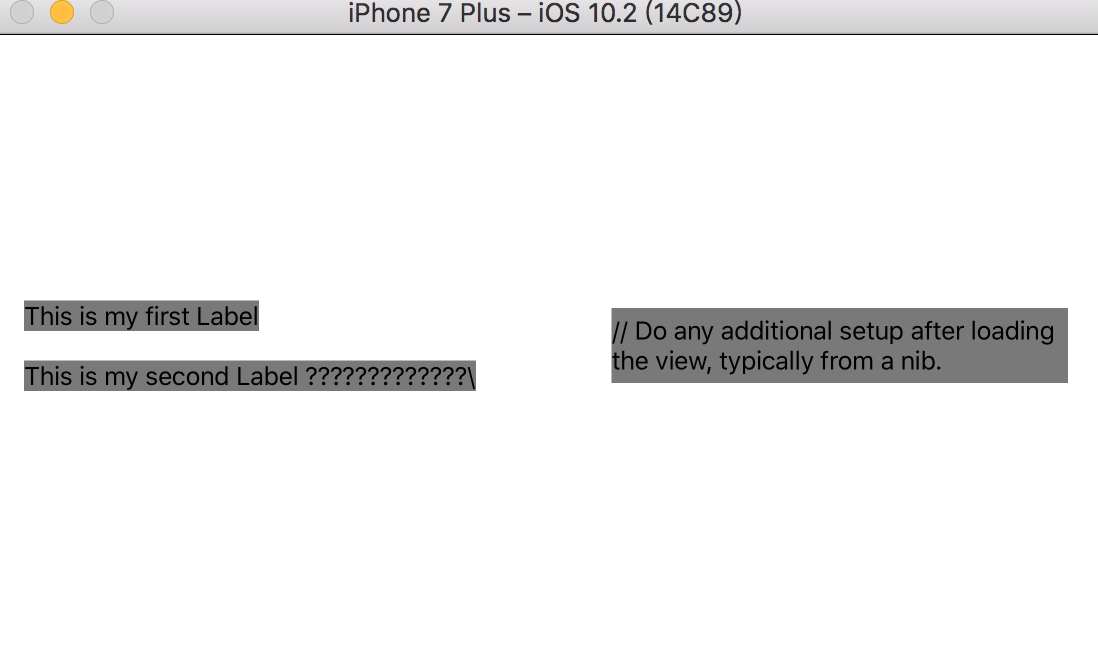 iPhone 7 Plus – iOS 10.2 (14C89)
This is my first Label
This is my second Label ?????????????\
// Do any additional setup after loading
the view, typically from a nib.